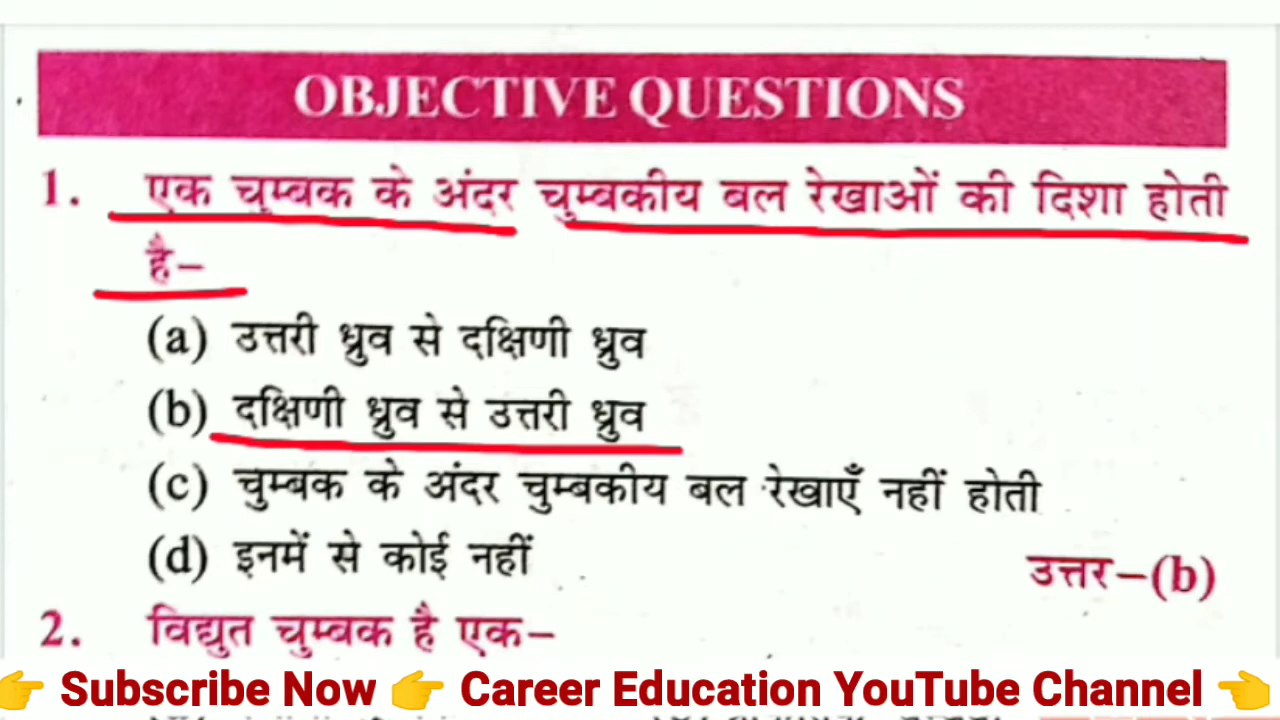 OBJECTIVE QUESTIONS
1. एक चुम्बक के अंदर चुम्बकीय बल रेखाओं की दिशा होती
है–
(a) उत्तरी ध्रुव से दक्षिणी ध्रुव
(b) दक्षिणी ध्रुव से उत्तरी ध्रुव
(c) चुम्बक के अंदर चुम्बकीय बल रेखाएँ नहीं होती
(d) इनमें से कोई नहीं
उत्तर–(b)
2. विद्युत चुम्बक है एक–
👉 Subscribe Now 👉 Career Education YouTube Channel 👈